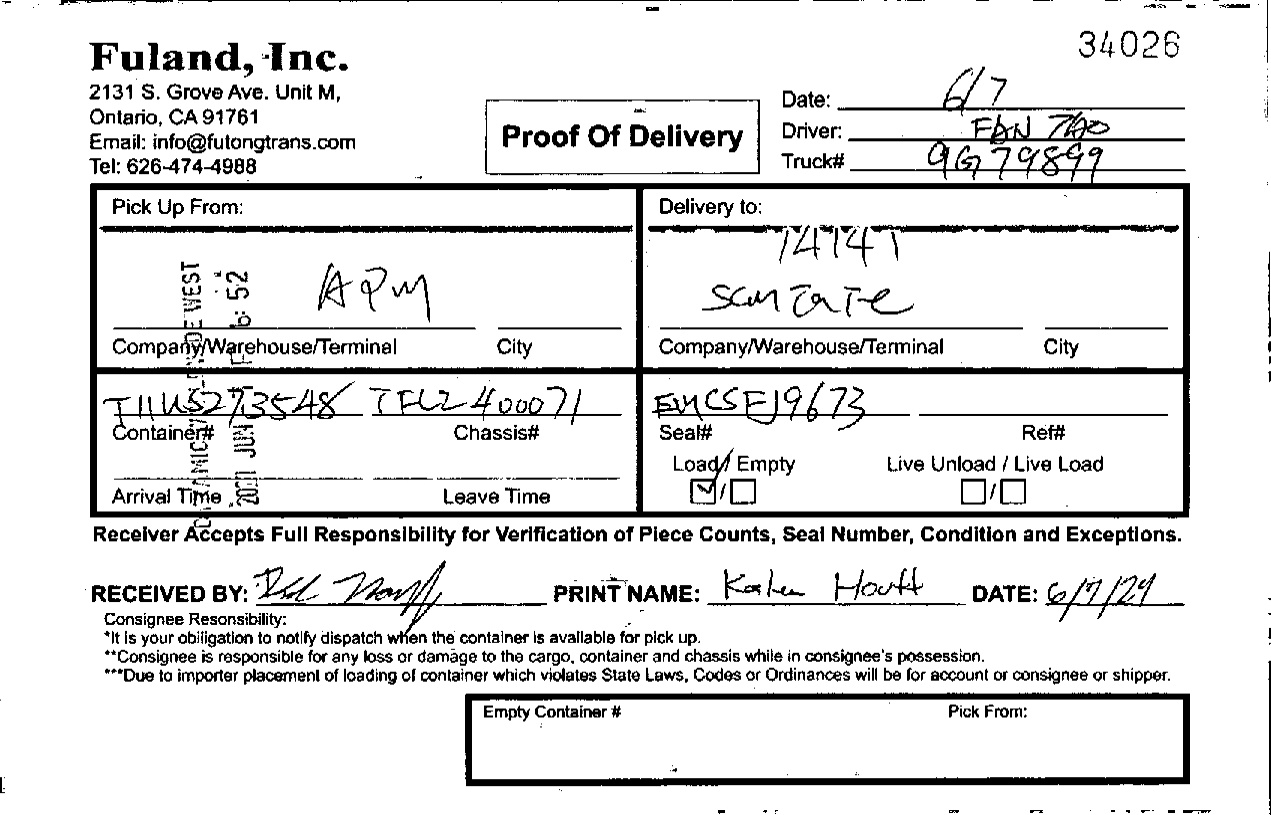 34026
Fuland, Inc.
2131 S. Grove Ave. Unit M,
Ontario, CA 91761
Email: info@futongtrans.com
Tel: 626-474-4988
Proof Of Delivery
Date: 6/7
Driver: FAN
Truck# 9G79899
Pick Up From:
Delivery to:
14141
APM
Company/Warehouse/Terminal City
Company/Warehouse/Terminal City
Container# Chassis#
EMCSEJ9673
Seal# Ref#
Load / Empty Live Unload / Live Load
Arrival Time Leave Time
Receiver Accepts Full Responsibility for Verification of Piece Counts, Seal Number, Condition and Exceptions.
RECEIVED BY: PRINT NAME: DATE: 6/7/24
Consignee Resonsibility:
*It is your obiligation to notify dispatch when the container is available for pick up.
**Consignee is responsible for any loss or damage to the cargo, container and chassis while in consignee's possession.
***Due to importer placement of loading of container which violates State Laws, Codes or Ordinances will be for account or consignee or shipper.
Empty Container # Pick From: